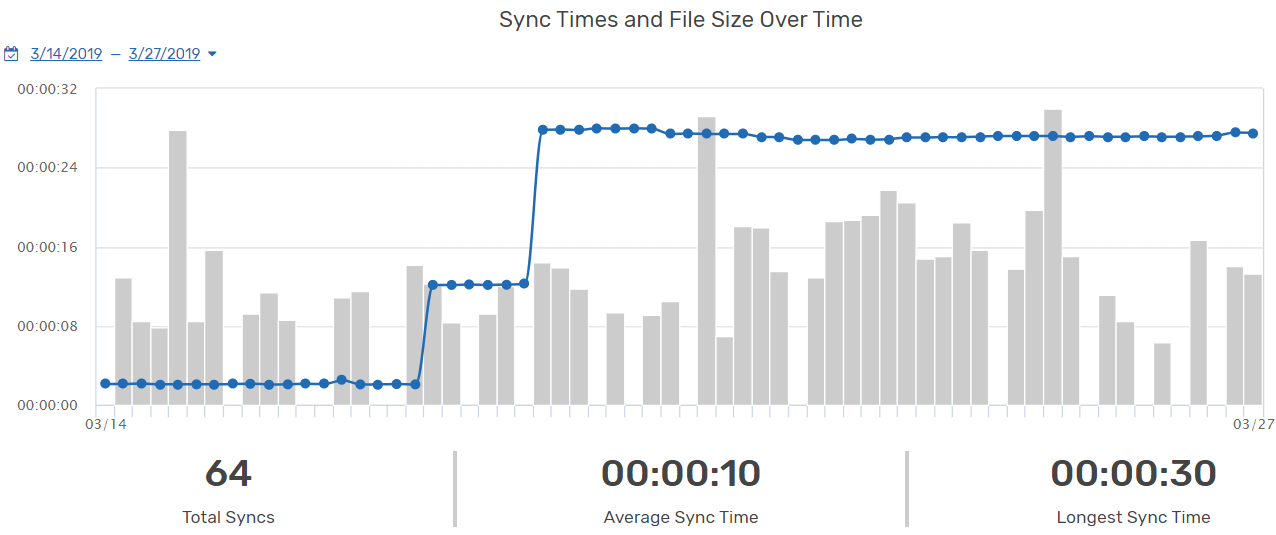 Sync Times and File Size Over Time
3/14/2019 – 3/27/2019
00:00:32
00:00:24
00:00:16
00:00:08
00:00:00
03/14 03/27
64 00:00:10 00:00:30
Total Syncs Average Sync Time Longest Sync Time